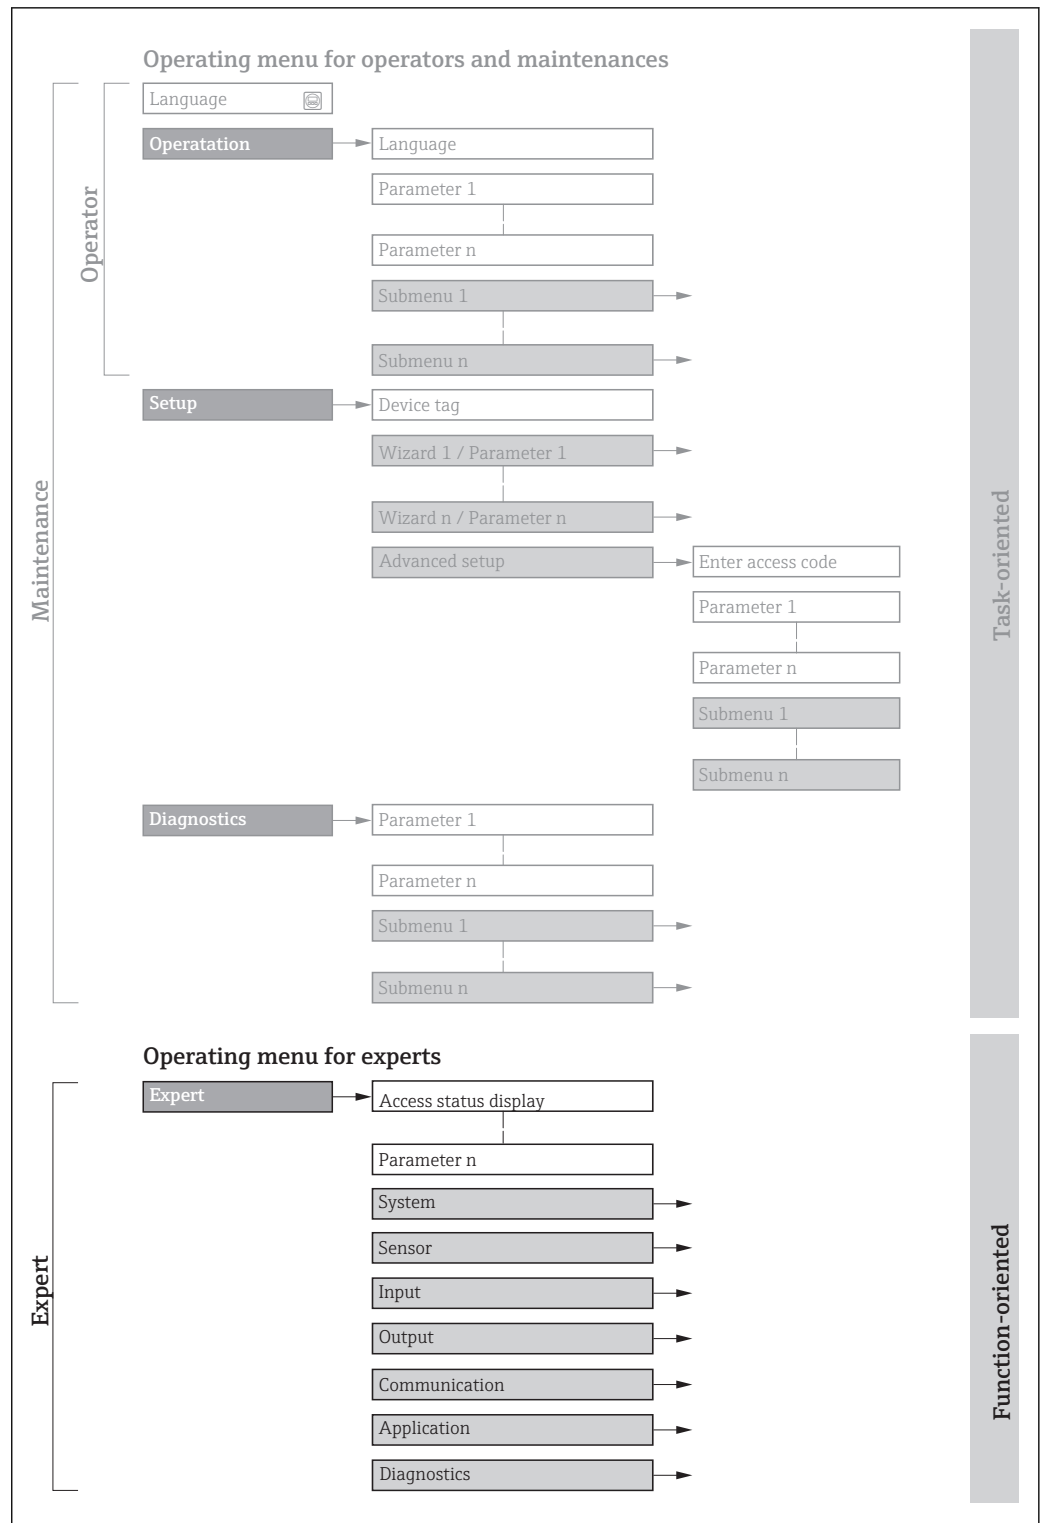 Operating menu for operators and maintenances
Language
Operatation
Language
Parameter 1
Parameter n
Submenu 1
Submenu n
Operator
Setup
Device tag
Wizard 1 / Parameter 1
Wizard n / Parameter n
Advanced setup
Enter access code
Parameter 1
Parameter n
Submenu 1
Submenu n
Maintenance
Task-oriented
Diagnostics
Parameter 1
Parameter n
Submenu 1
Submenu n
Operating menu for experts
Expert
Access status display
Parameter n
System
Sensor
Input
Output
Communication
Application
Diagnostics
Expert
Function-oriented